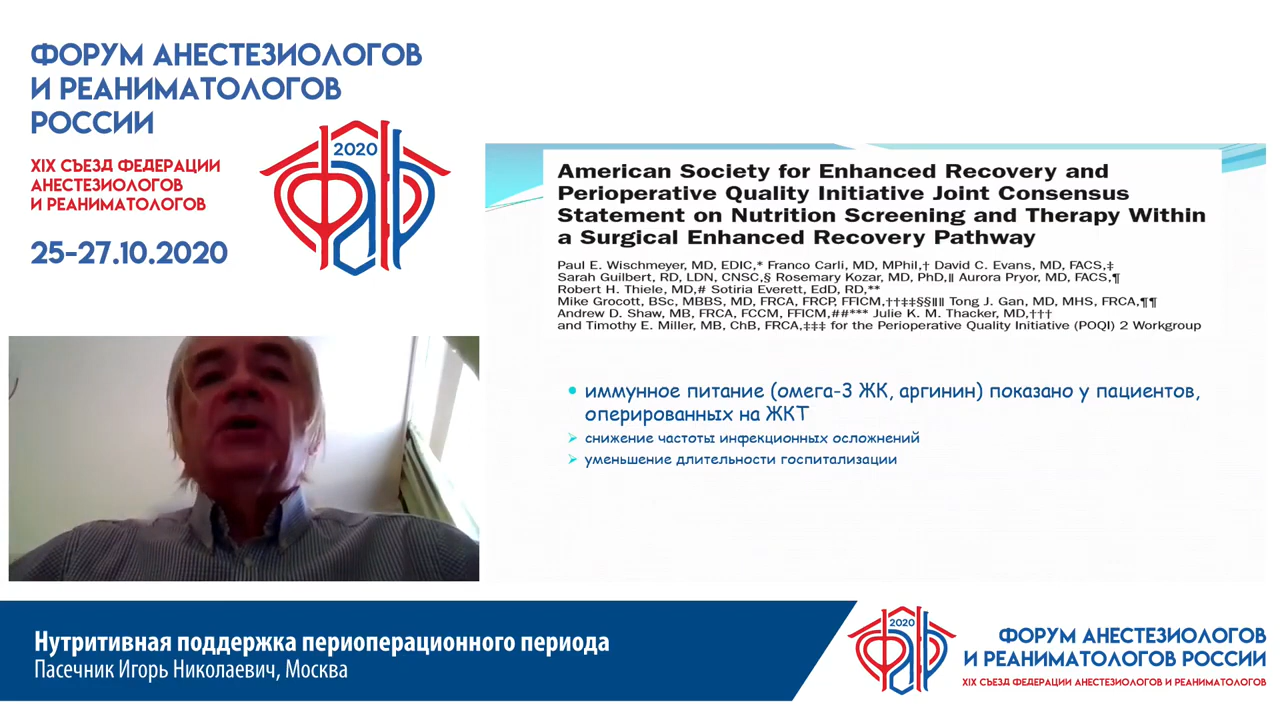 ФОРУМ АНЕСТЕЗИОЛОГОВ
И РЕАНИМАТОЛОГОВ
РОССИИ
XIX СЪЕЗД ФЕДЕРАЦИИ
АНЕСТЕЗИОЛОГОВ
И РЕАНИМАТОЛОГОВ
25-27.10.2020
2020
American Society for Enhanced Recovery and
Perioperative Quality Initiative Joint Consensus
Statement on Nutrition Screening and Therapy Within
a Surgical Enhanced Recovery Pathway
Paul E. Wischmeyer, MD, EDIC,* Franco Carli, MD, MPhil,† David C. Evans, MD, FACS,‡
Sarah Guilbert, RD, LDN, CNSC,§ Rosemary Kozar, MD, PhD,‖ Aurora Pryor, MD, FACS,¶
Robert H. Thiele, MD,# Sotiria Everett, EdD, RD,**
Mike Grocott, BSc, MBBS, MD, FRCA, FRCP, FFICM,††‡‡§§‖‖ Tong J. Gan, MD, MHS, FRCA,¶¶
Andrew D. Shaw, MB, FRCA, FCCM, FFICM,##*** Julie K. M. Thacker, MD,†††
and Timothy E. Miller, MB, ChB, FRCA,‡‡‡ for the Perioperative Quality Initiative (POQI) 2 Workgroup
• иммунное питание (омега-3 ЖК, аргинин) показано у пациентов,
оперированных на ЖКТ
➢ снижение частоты инфекционных осложнений
➢ уменьшение длительности госпитализации
Нутритивная поддержка периоперационного периода
Пасечник Игорь Николаевич, Москва
2020
ФОРУМ АНЕСТЕЗИОЛОГОВ
И РЕАНИМАТОЛОГОВ РОССИИ
XIX СЪЕЗД ФЕДЕРАЦИИ АНЕСТЕЗИОЛОГОВ И РЕАНИМАТОЛОГОВ